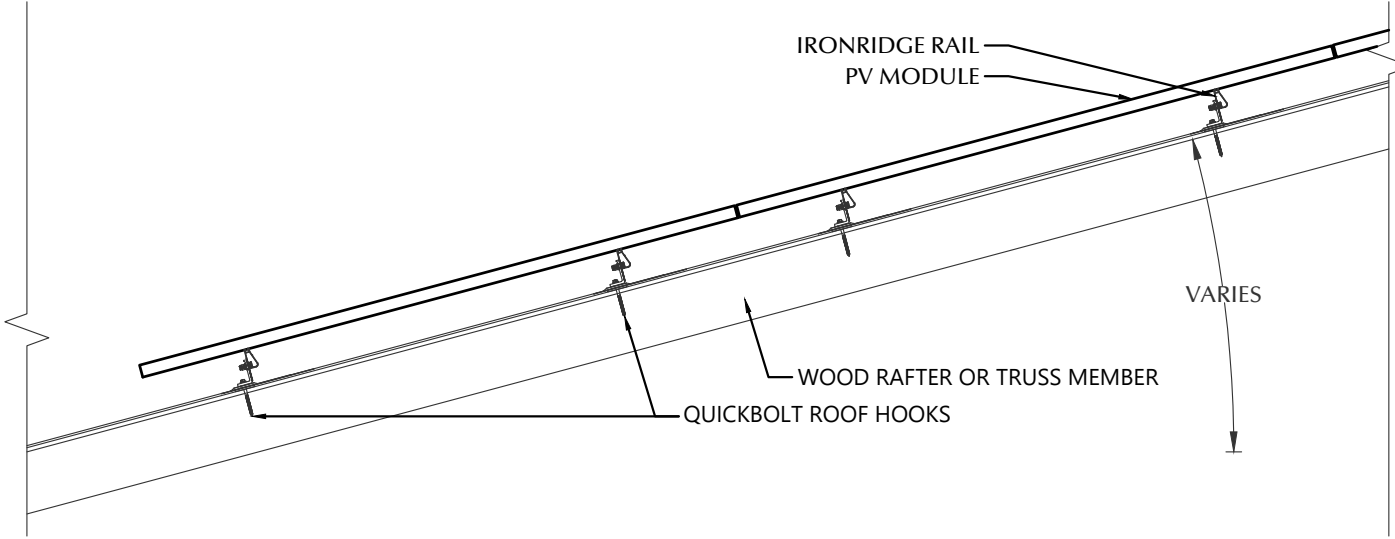 IRONRIDGE RAIL
PV MODULE
VARIES
WOOD RAFTER OR TRUSS MEMBER
QUICKBOLT ROOF HOOKS